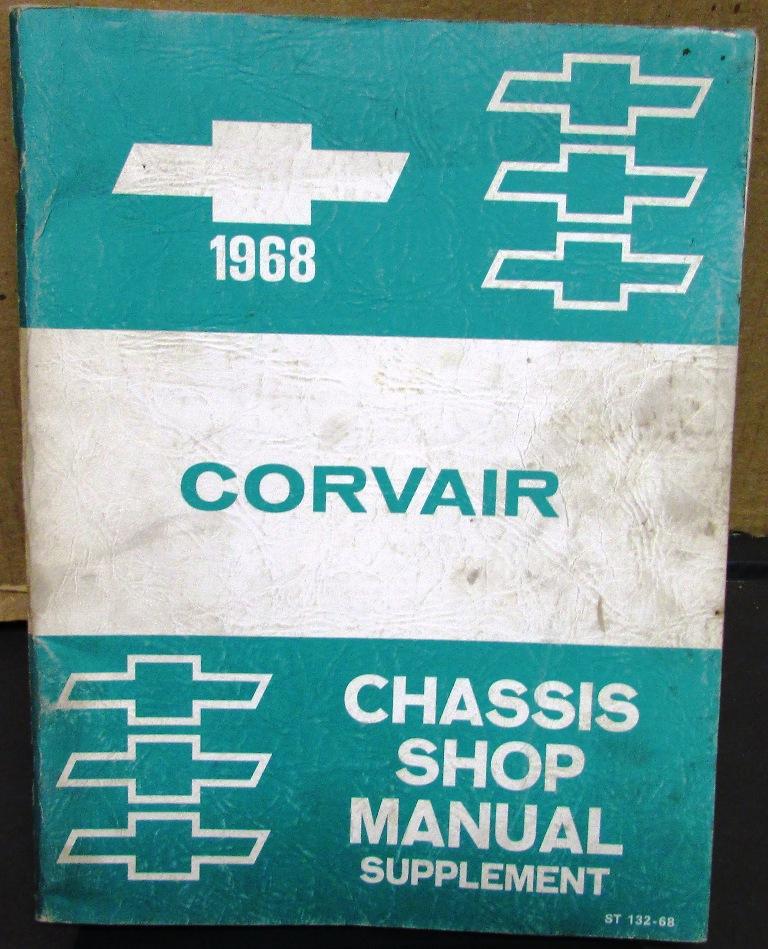 1968
CORVAIR
CHASSIS
SHOP
MANUAL
SUPPLEMENT
ST 132-68